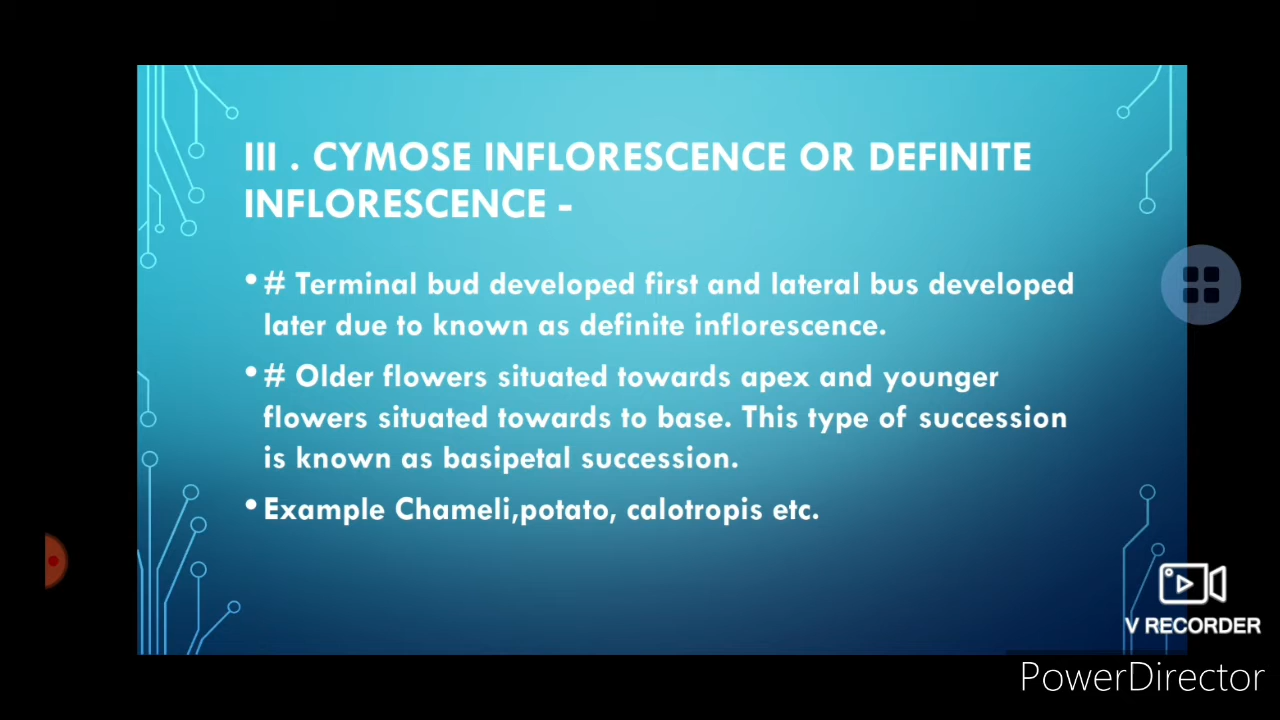 III . CYMOSE INFLORESCENCE OR DEFINITE
INFLORESCENCE -
• # Terminal bud developed first and lateral bus developed
later due to known as definite inflorescence.
• # Older flowers situated towards apex and younger
flowers situated towards to base. This type of succession
is known as basipetal succession.
• Example Chameli,potato, calotropis etc.
V RECORDER
PowerDirector